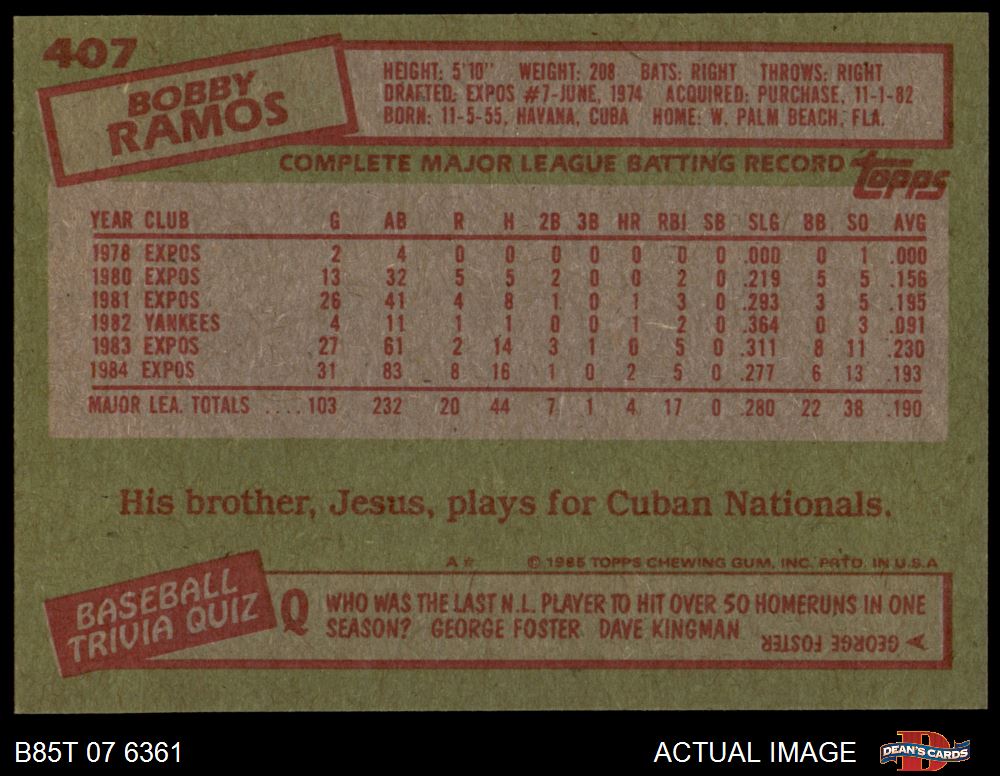 407
BOBBY
RAMOS
HEIGHT: 5'10" WEIGHT: 208 BATS: RIGHT THROWS: RIGHT
DRAFTED: EXPOS #7-JUNE, 1974 ACQUIRED: PURCHASE, 11-1-82
BORN: 11-5-55, HAVANA, CUBA HOME: W. PALM BEACH, FLA.
COMPLETE MAJOR LEAGUE BATTING RECORD topps
YEAR CLUB G AB R H 2B 3B HR RBI SB SLG BB SO AVG
1978 EXPOS 2 4 0 0 0 0 0 0 0 .000 0 1 .000
1980 EXPOS 13 32 5 5 2 0 0 2 0 .219 5 5 .156
1981 EXPOS 26 41 4 8 1 0 1 3 0 .293 3 5 .195
1982 YANKEES 4 11 1 1 0 0 1 2 0 .364 0 3 .091
1983 EXPOS 27 61 2 14 3 1 0 5 0 .311 8 11 .230
1984 EXPOS 31 83 8 16 1 0 2 5 0 .277 6 13 .193
MAJOR LEA. TOTALS .... 103 232 20 44 7 1 4 17 0 .280 22 38 .190
His brother, Jesus, plays for Cuban Nationals.
A* © 1985 TOPPS CHEWING GUM, INC. PRTD. IN U.S.A
BASEBALL
TRIVIA QUIZ
Q WHO WAS THE LAST N.L. PLAYER TO HIT OVER 50 HOMERUNS IN ONE
SEASON? GEORGE FOSTER DAVE KINGMAN
A GEORGE FOSTER
B85T 07 6361
ACTUAL IMAGE
D
DEAN'S CARDS